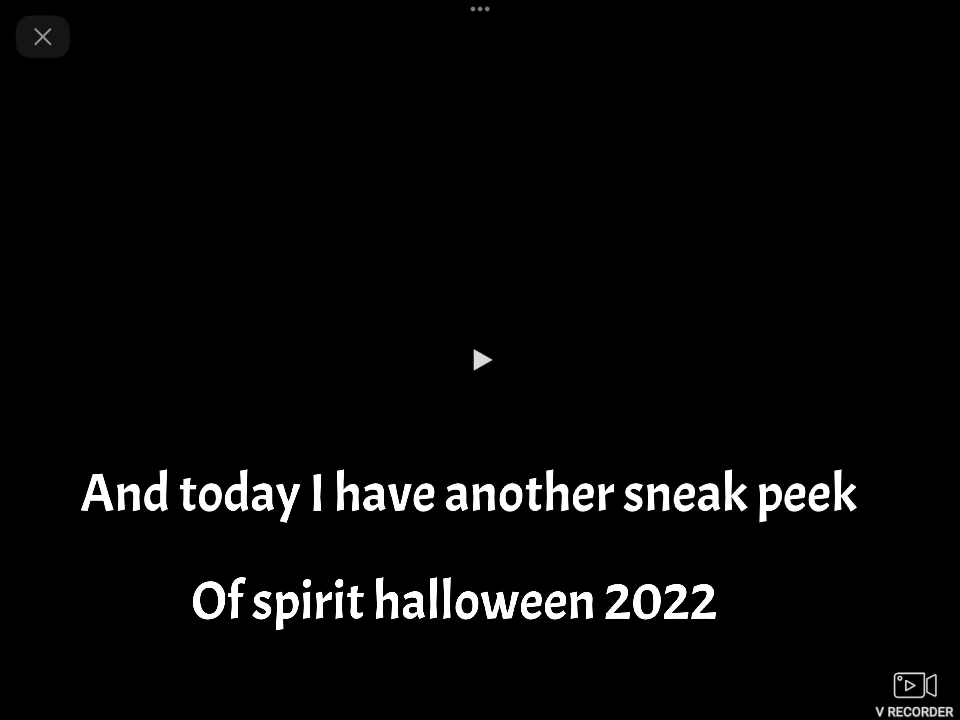 And today I have another sneak peek
Of spirit halloween 2022
V RECORDER